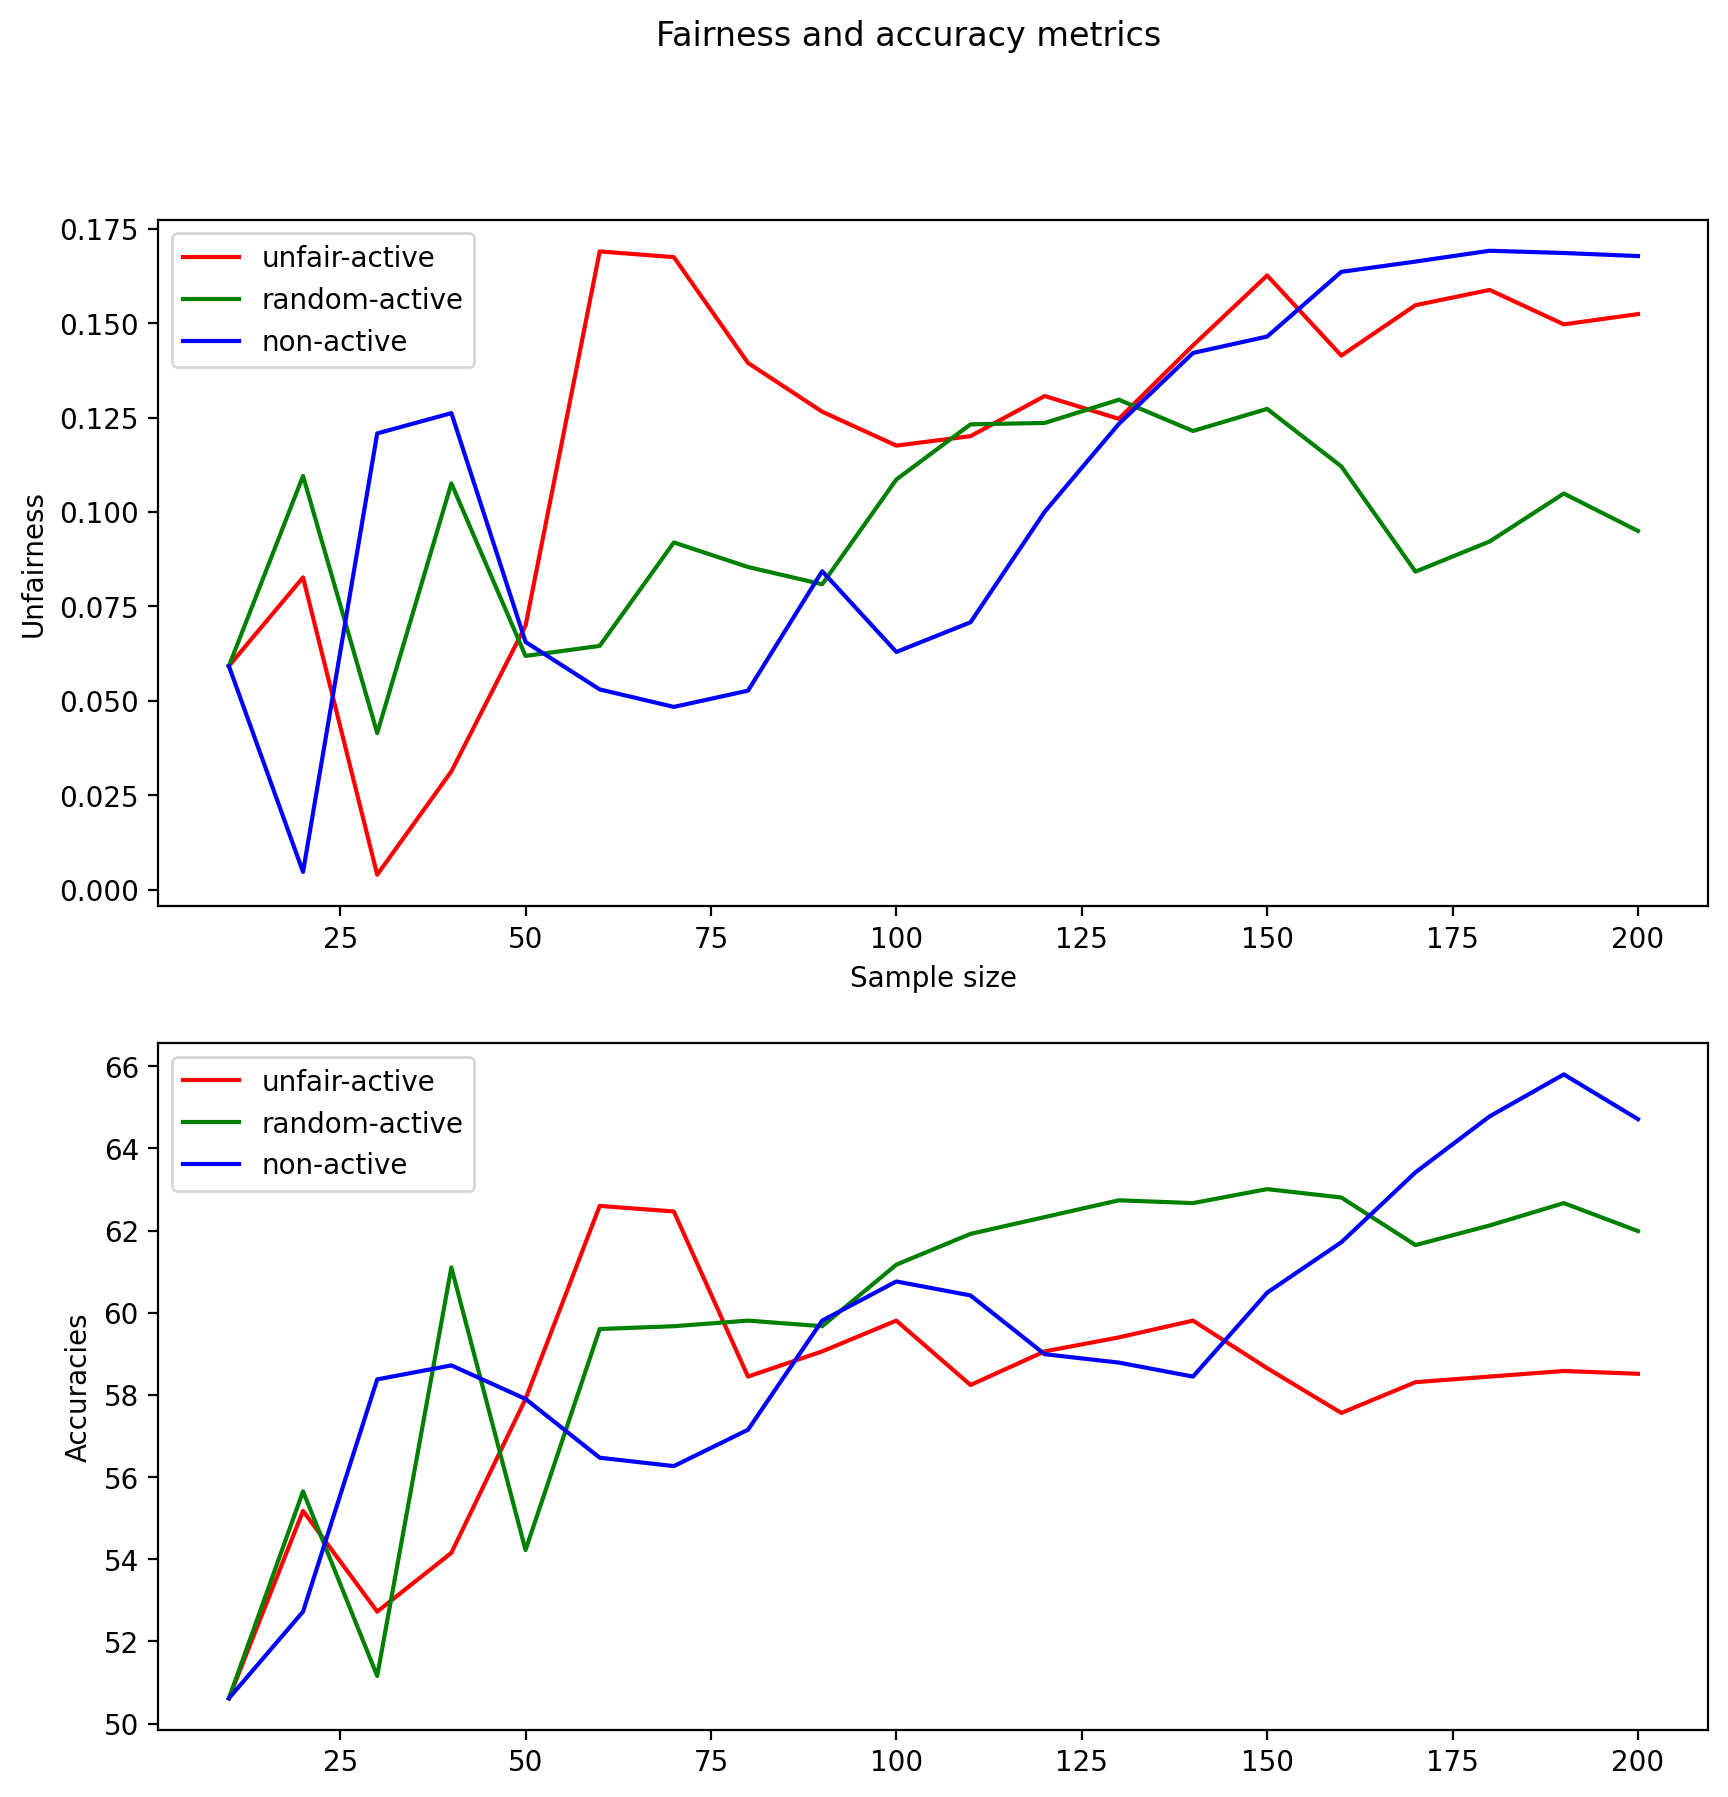 Fairness and accuracy metrics
0.175
0.150
0.125
0.100
0.075
0.050
0.025
0.000
Unfairness
unfair-active
random-active
non-active
25 50 75 100 125 150 175 200
Sample size
66
64
62
60
58
56
54
52
50
Accuracies
unfair-active
random-active
non-active
25 50 75 100 125 150 175 200